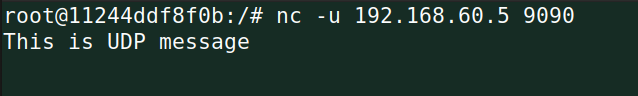 root@11244ddf8f0b:/# nc -u 192.168.60.5 9090
This is UDP message